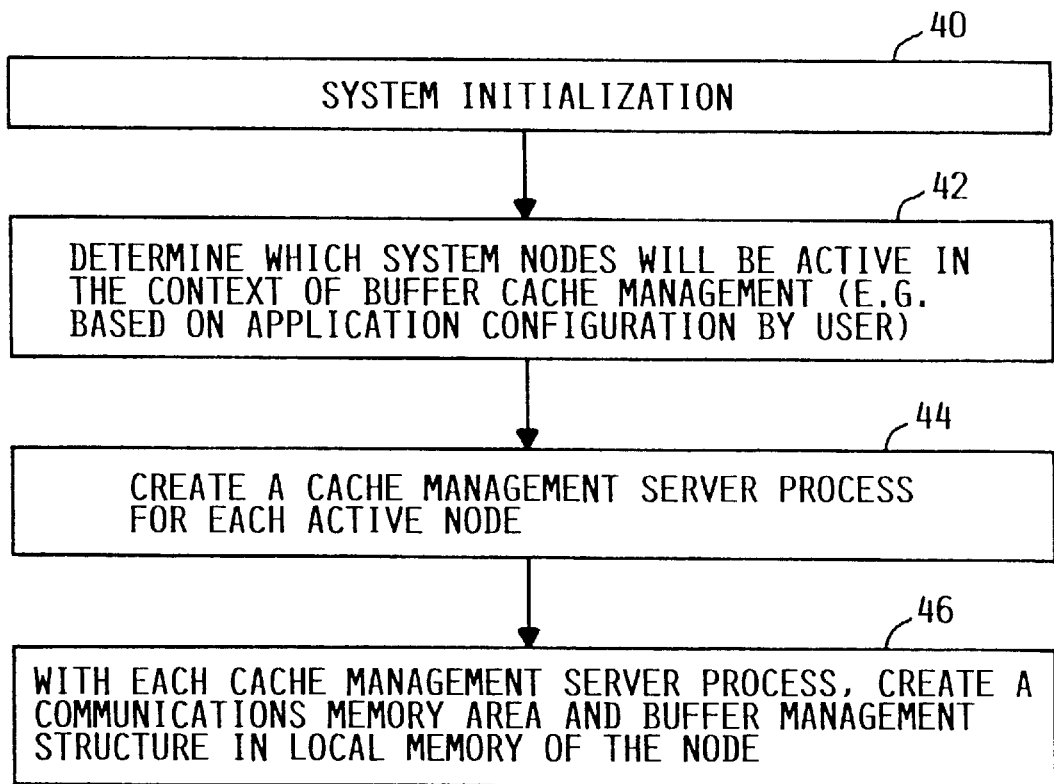 40
SYSTEM INITIALIZATION
42
DETERMINE WHICH SYSTEM NODES WILL BE ACTIVE IN
THE CONTEXT OF BUFFER CACHE MANAGEMENT (E.G.
BASED ON APPLICATION CONFIGURATION BY USER)
44
CREATE A CACHE MANAGEMENT SERVER PROCESS
FOR EACH ACTIVE NODE
46
WITH EACH CACHE MANAGEMENT SERVER PROCESS, CREATE A
COMMUNICATIONS MEMORY AREA AND BUFFER MANAGEMENT
STRUCTURE IN LOCAL MEMORY OF THE NODE